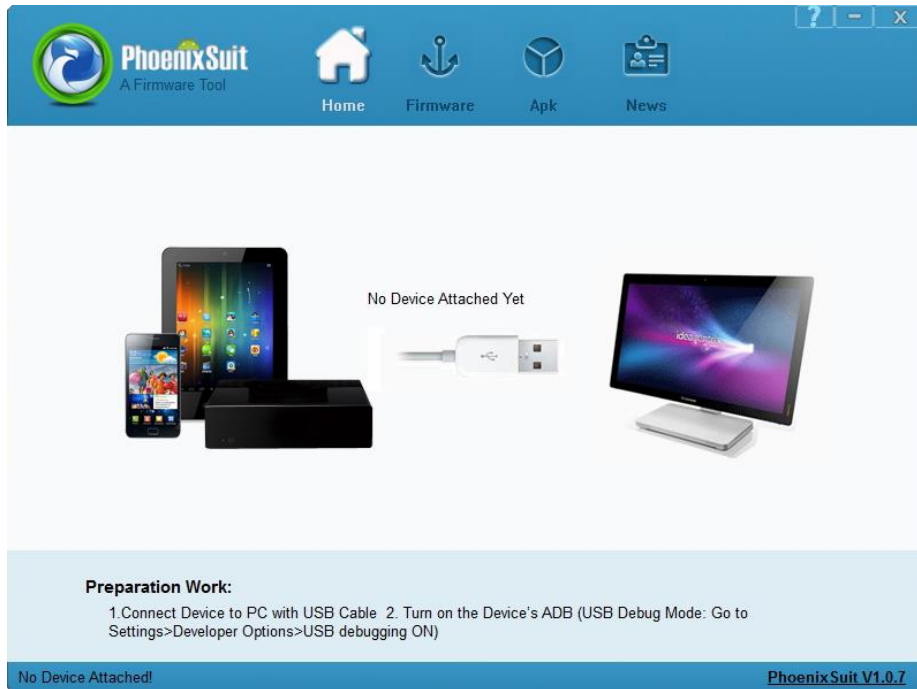 PhoenixSuit
A Firmware Tool
Home
Firmware
Apk
News
? – X
No Device Attached Yet
Preparation Work:
1.Connect Device to PC with USB Cable 2. Turn on the Device's ADB (USB Debug Mode: Go to
Settings>Developer Options>USB debugging ON)
No Device Attached!
PhoenixSuit V1.0.7